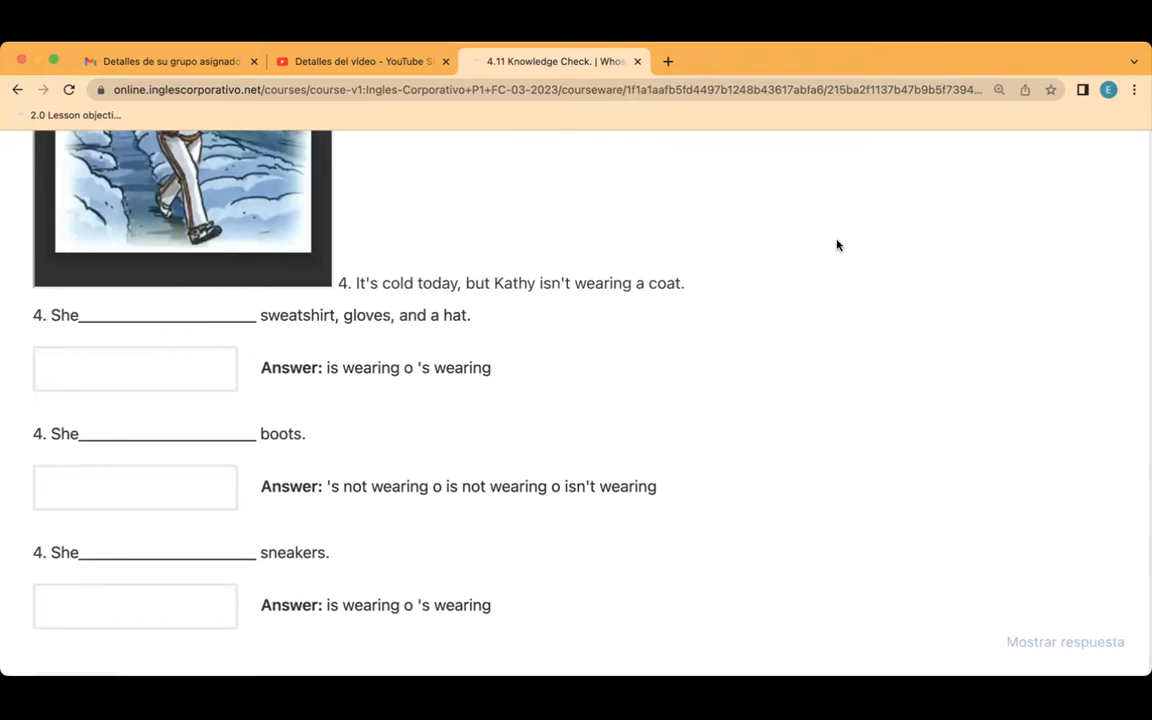 Detalles de su grupo asignado
Detalles del vídeo - YouTube S
4.11 Knowledge Check. | Whos
online.inglescorporativo.net/courses/course-v1:Ingles-Corporativo+P1+FC-03-2023/courseware/1f1a1aafb5fd4497b1248b43617abfa6/215ba2f1137b47b9b5f7394...
E
2.0 Lesson objecti...
4. It's cold today, but Kathy isn't wearing a coat.
4. She____________________ sweatshirt, gloves, and a hat.
Answer: is wearing o 's wearing
4. She____________________ boots.
Answer: 's not wearing o is not wearing o isn't wearing
4. She____________________ sneakers.
Answer: is wearing o 's wearing
Mostrar respuesta